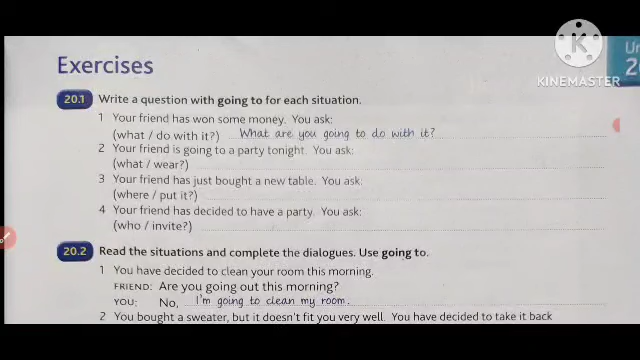 Exercises
Un
20
KINEMASTER
20.1 Write a question with going to for each situation.
1 Your friend has won some money. You ask:
(what / do with it?) What are you going to do with it?
2 Your friend is going to a party tonight. You ask:
(what / wear?)
3 Your friend has just bought a new table. You ask:
(where / put it?)
4 Your friend has decided to have a party. You ask:
(who / invite?)
20.2 Read the situations and complete the dialogues. Use going to.
1 You have decided to clean your room this morning.
FRIEND: Are you going out this morning?
YOU: No, I'm going to clean my room.
2 You bought a sweater, but it doesn't fit you very well. You have decided to take it back